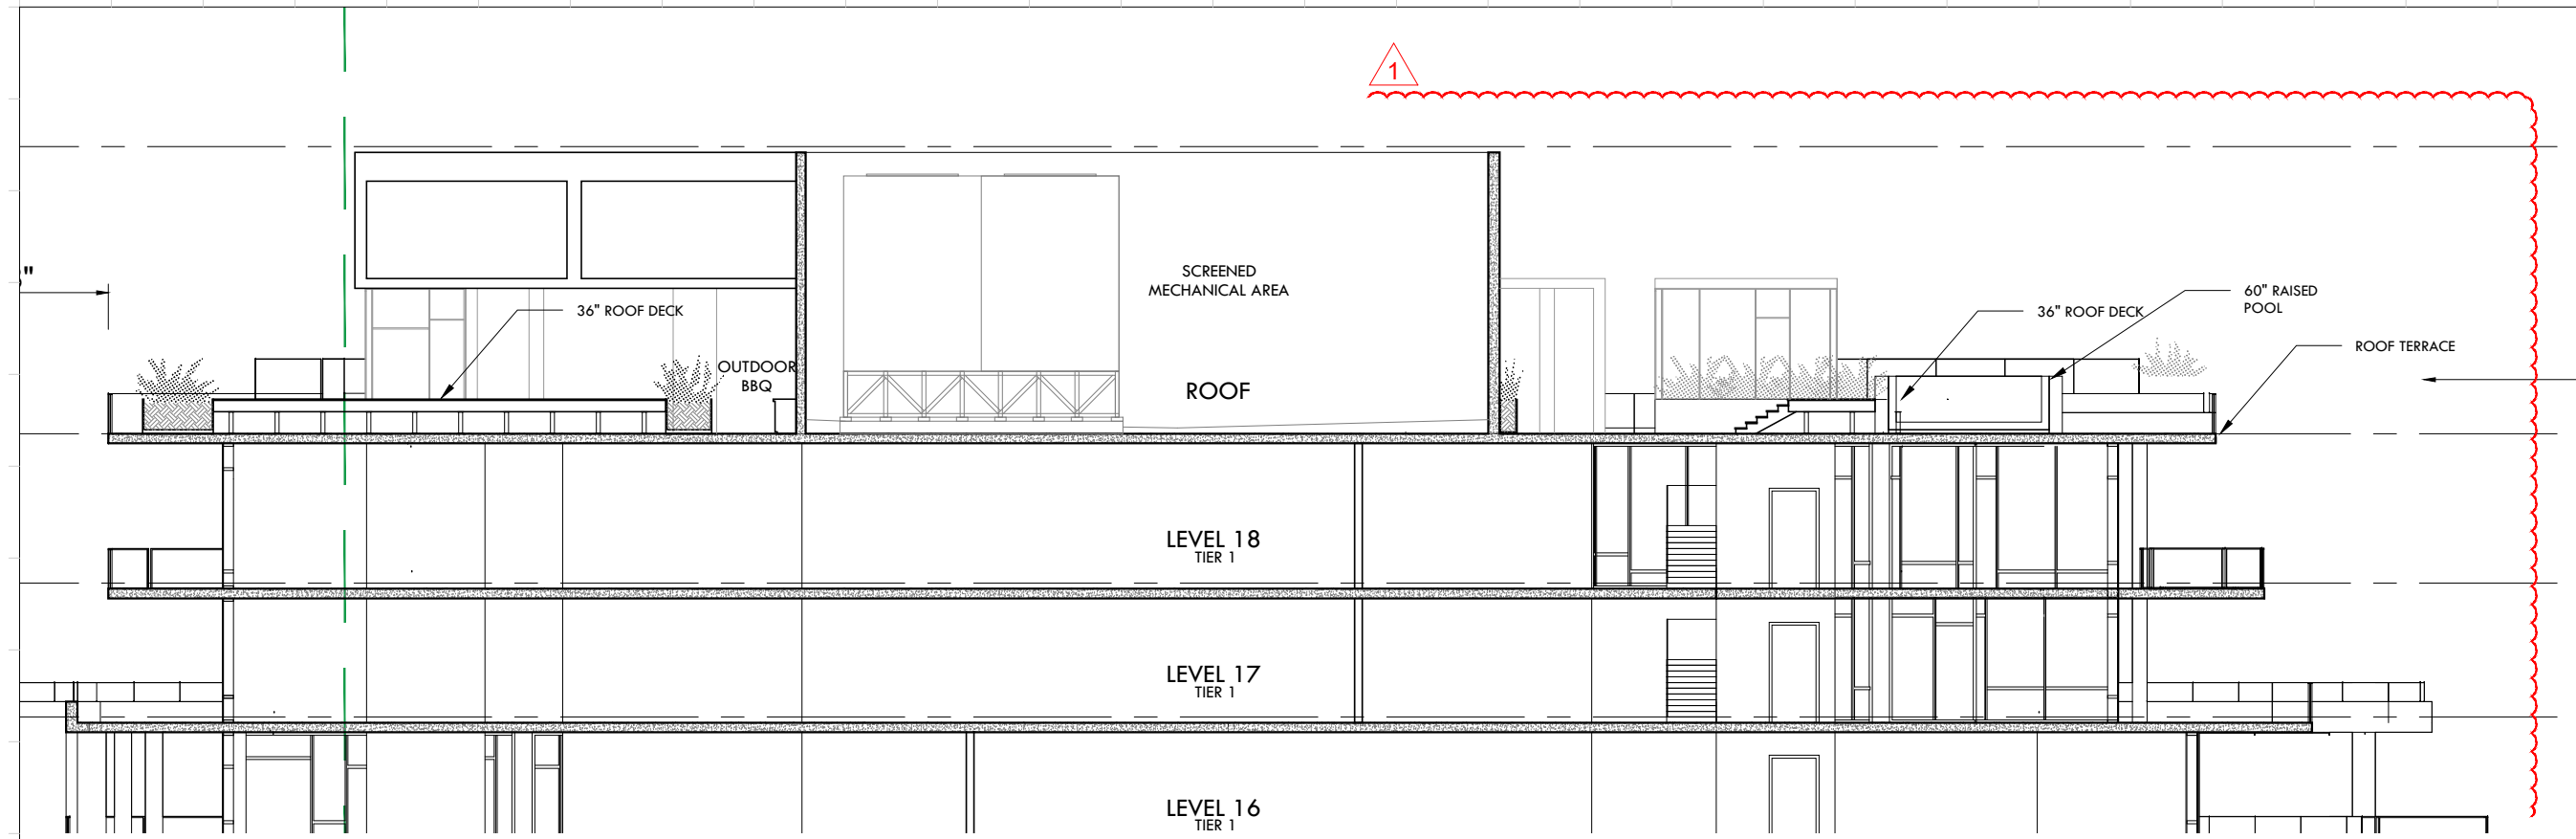 1
"
SCREENED
MECHANICAL AREA
36" ROOF DECK
36" ROOF DECK
60" RAISED
POOL
ROOF TERRACE
OUTDOOR
BBQ
ROOF
LEVEL 18
TIER 1
LEVEL 17
TIER 1
LEVEL 16
TIER 1